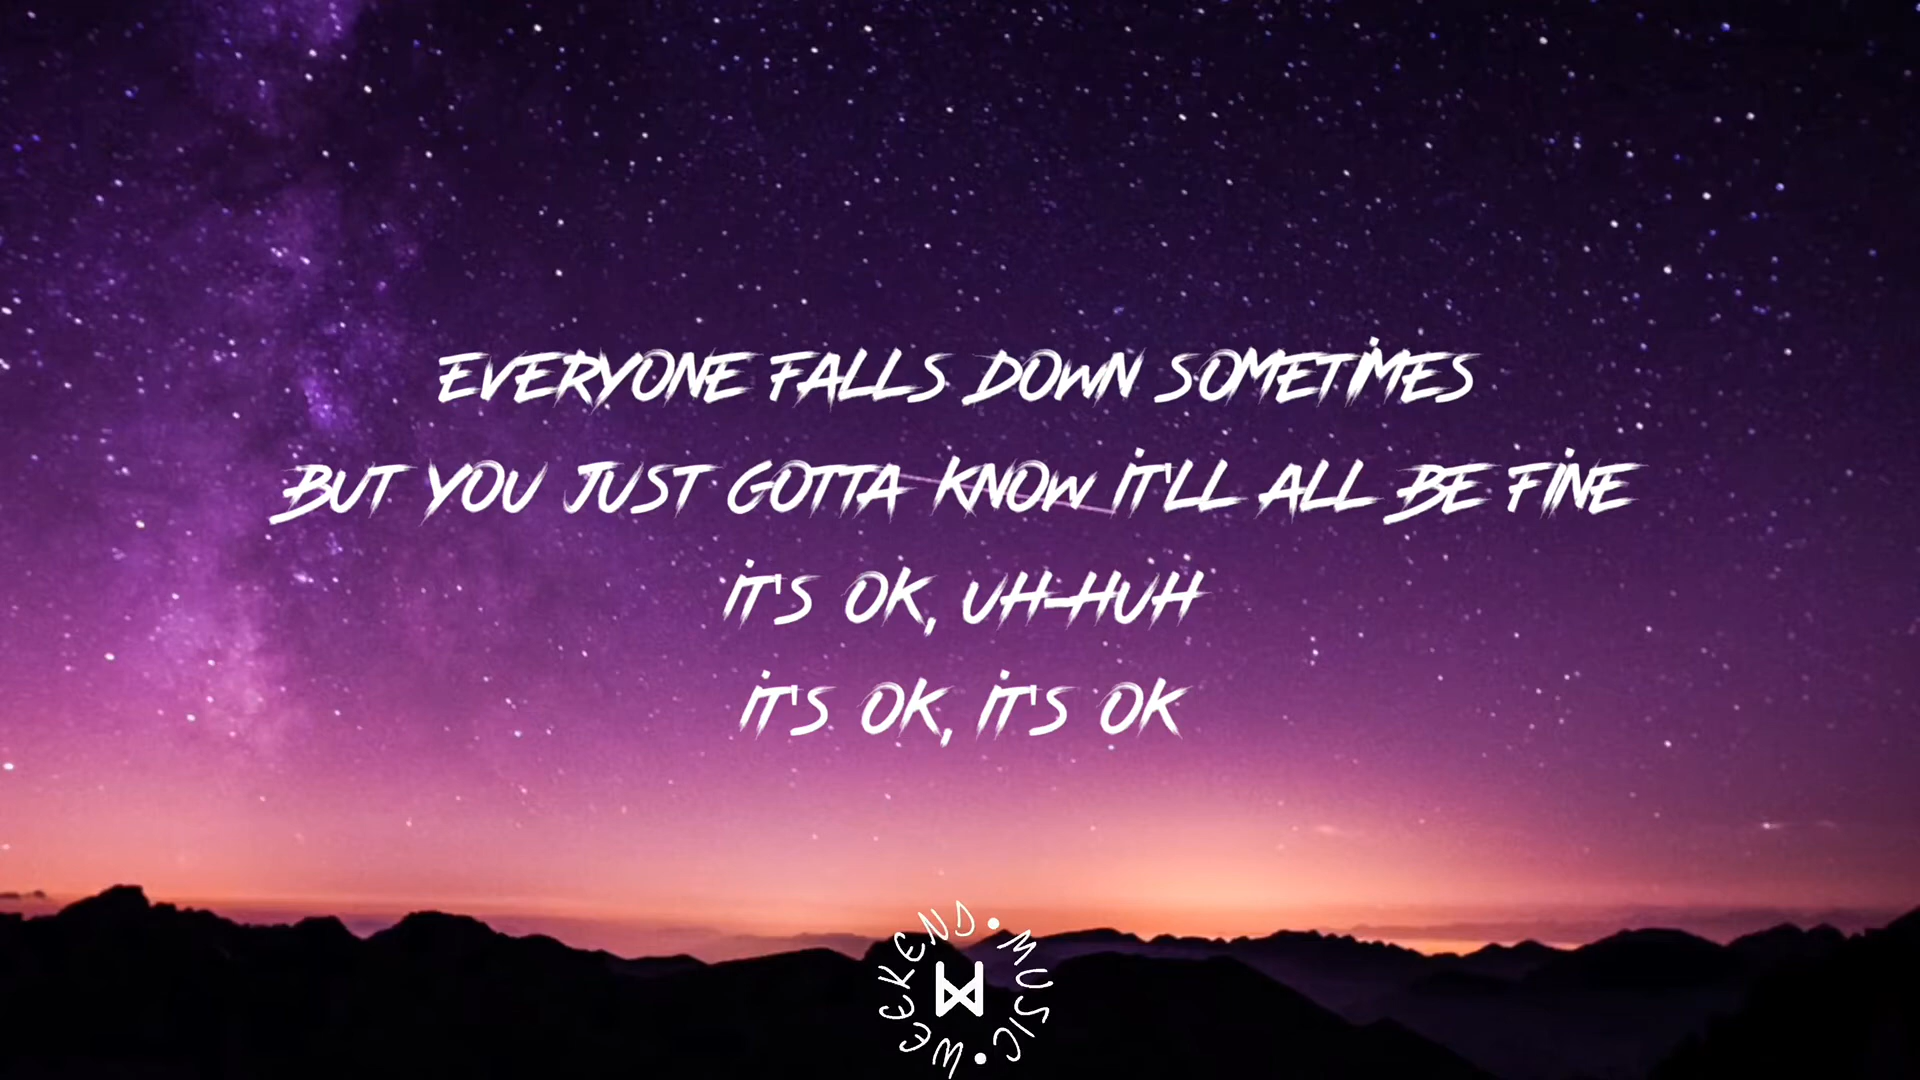 EVERYONE FALLS DOWN SOMETIMES
BUT YOU JUST GOTTA KNOW IT'LL ALL BE FINE
IT'S OK, UH-HUH
IT'S OK, IT'S OK
WEEKEND • MUSIC •